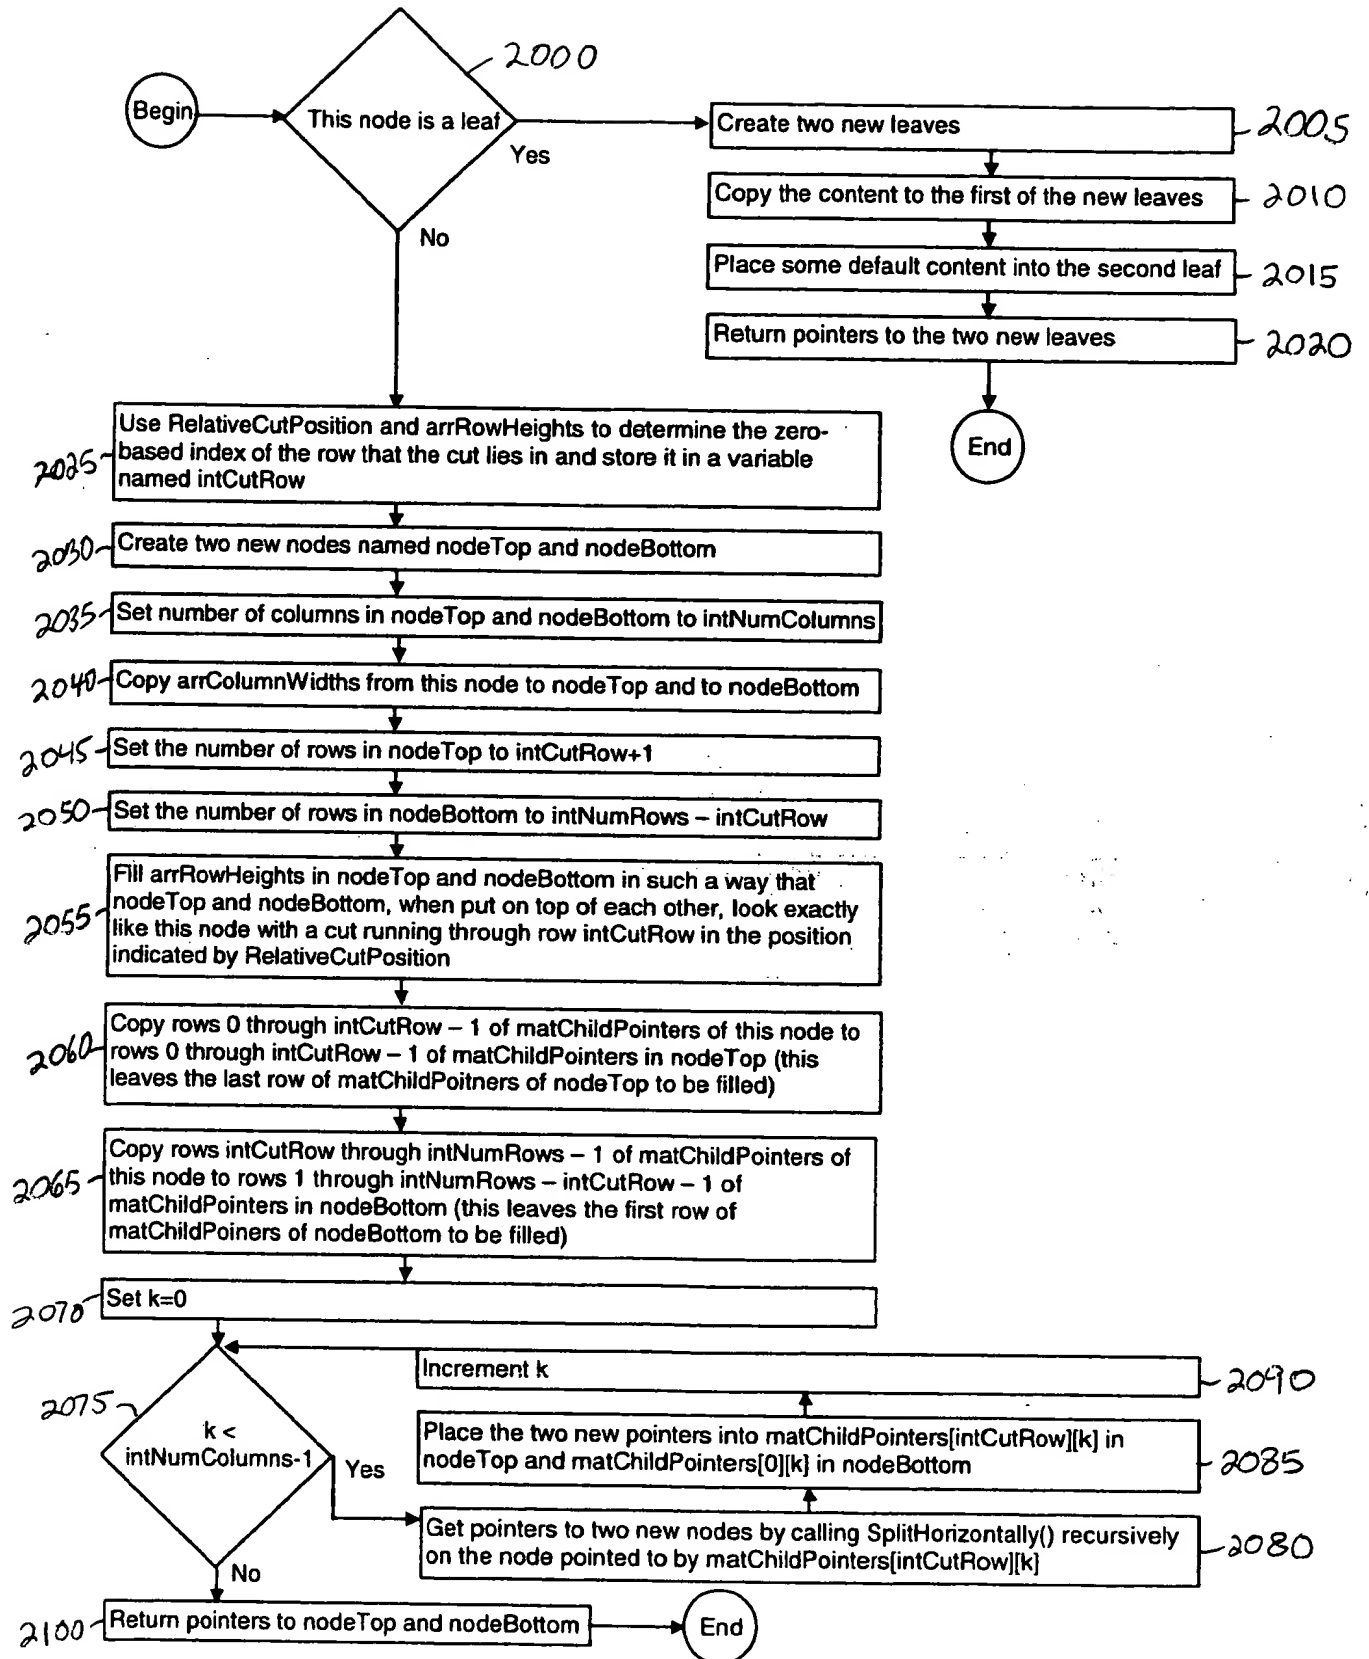 2000
Begin
This node is a leaf
Yes
No
Create two new leaves
2005
Copy the content to the first of the new leaves
2010
Place some default content into the second leaf
2015
Return pointers to the two new leaves
2020
End
2025
Use RelativeCutPosition and arrRowHeights to determine the zero-
based index of the row that the cut lies in and store it in a variable
named intCutRow
2030
Create two new nodes named nodeTop and nodeBottom
2035
Set number of columns in nodeTop and nodeBottom to intNumColumns
2040
Copy arrColumnWidths from this node to nodeTop and to nodeBottom
2045
Set the number of rows in nodeTop to intCutRow+1
2050
Set the number of rows in nodeBottom to intNumRows – intCutRow
2055
Fill arrRowHeights in nodeTop and nodeBottom in such a way that
nodeTop and nodeBottom, when put on top of each other, look exactly
like this node with a cut running through row intCutRow in the position
indicated by RelativeCutPosition
2060
Copy rows 0 through intCutRow – 1 of matChildPointers of this node to
rows 0 through intCutRow – 1 of matChildPointers in nodeTop (this
leaves the last row of matChildPoitners of nodeTop to be filled)
2065
Copy rows intCutRow through intNumRows – 1 of matChildPointers of
this node to rows 1 through intNumRows – intCutRow – 1 of
matChildPointers in nodeBottom (this leaves the first row of
matChildPoiners of nodeBottom to be filled)
2070
Set k=0
2075
k <
intNumColumns-1
Yes
No
Increment k
2090
Place the two new pointers into matChildPointers[intCutRow][k] in
nodeTop and matChildPointers[0][k] in nodeBottom
2085
Get pointers to two new nodes by calling SplitHorizontally() recursively
on the node pointed to by matChildPointers[intCutRow][k]
2080
2100
Return pointers to nodeTop and nodeBottom
End